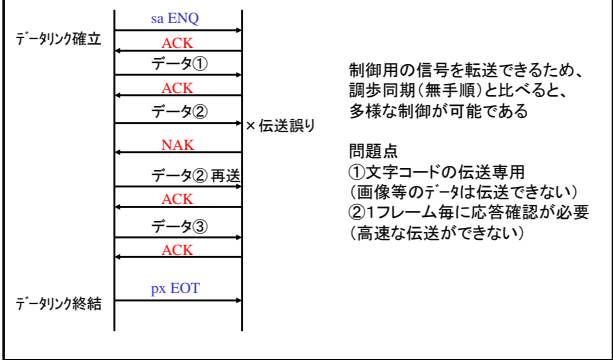 sa ENQ
ﾃﾞｰﾀﾘﾝｸ確立
ACK
データ①
ACK
データ②
×伝送誤り
NAK
データ②再送
ACK
データ③
ACK
ﾃﾞｰﾀﾘﾝｸ終結
px EOT
制御用の信号を転送できるため、
調歩同期(無手順)と比べると、
多様な制御が可能である
問題点
①文字コードの伝送専用
(画像等のﾃﾞｰﾀは伝送できない)
②1フレーム毎に応答確認が必要
(高速な伝送ができない)